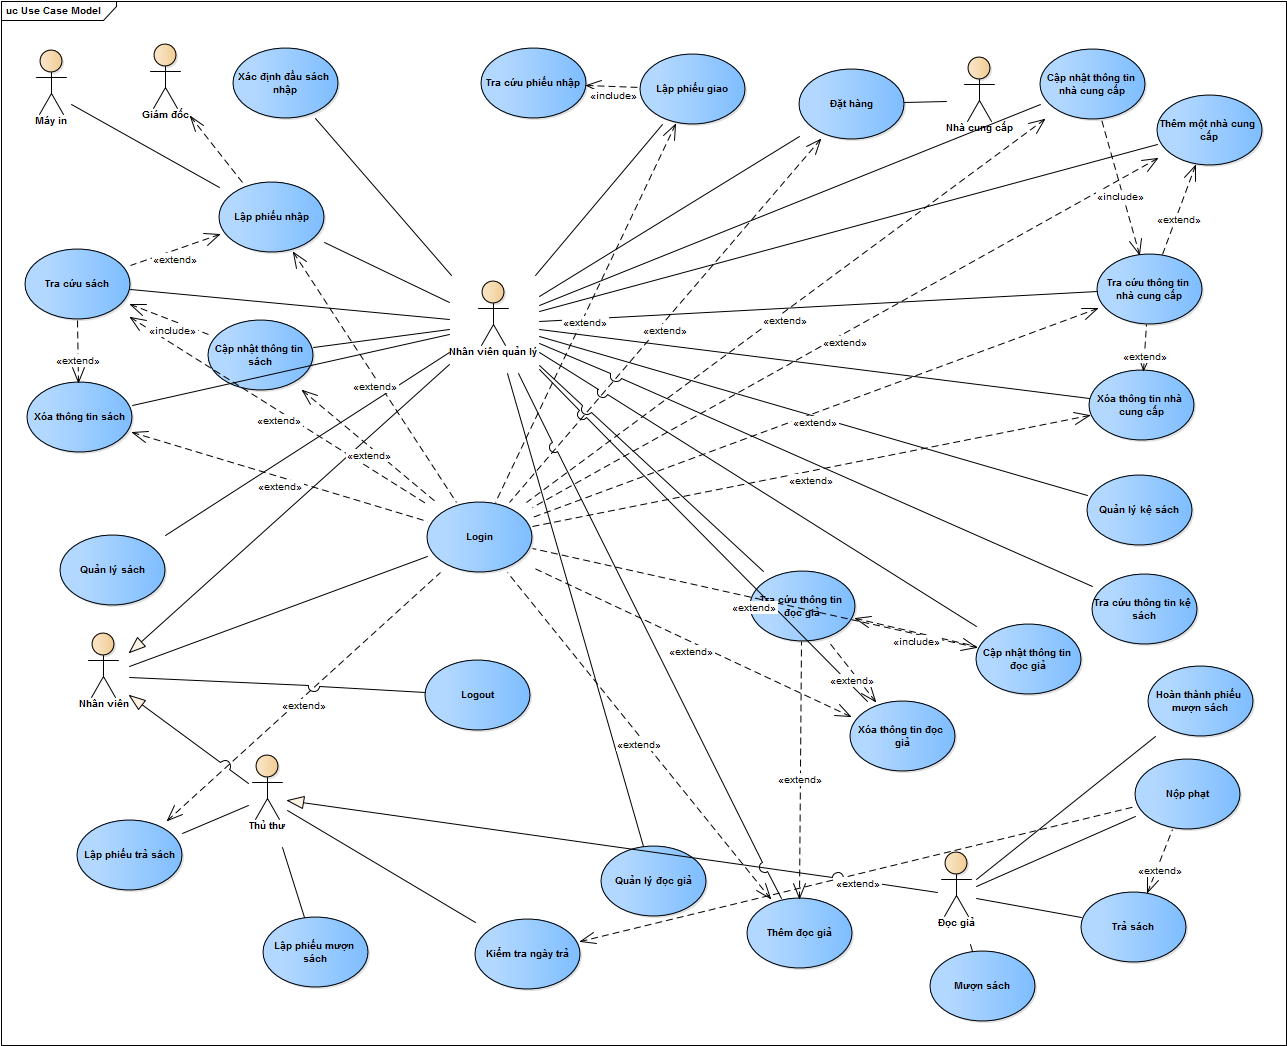 uc Use Case Model
Máy in
Giám đốc
Xác định đầu sách
nhập
Tra cứu phiếu nhập
«include»
Lập phiếu giao
Đặt hàng
Nhà cung cấp
Cập nhật thông tin
nhà cung cấp
Thêm một nhà cung
cấp
Lập phiếu nhập
«include»
«extend»
Tra cứu sách
«extend»
Tra cứu thông tin
nhà cung cấp
«include»
Cập nhật thông tin
sách
Nhân viên quản lý
«extend»
«extend»
«extend»
«extend»
«extend»
«extend»
«extend»
Xóa thông tin sách
«extend»
«extend»
«extend»
Xóa thông tin nhà
cung cấp
«extend»
«extend»
«extend»
Quản lý kệ sách
Login
Quản lý sách
Tra cứu thông tin
đọc giả
«extend»
Tra cứu thông tin kệ
sách
«include»
«extend»
Cập nhật thông tin
đọc giả
«extend»
Nhân viên
Logout
«extend»
Hoàn thành phiếu
mượn sách
Xóa thông tin đọc
giả
«extend»
«extend»
Nộp phạt
Thủ thư
Lập phiếu trả sách
Quản lý đọc giả
«extend»
«extend»
Đọc giả
Trả sách
Thêm đọc giả
Lập phiếu mượn
sách
Kiểm tra ngày trả
Mượn sách